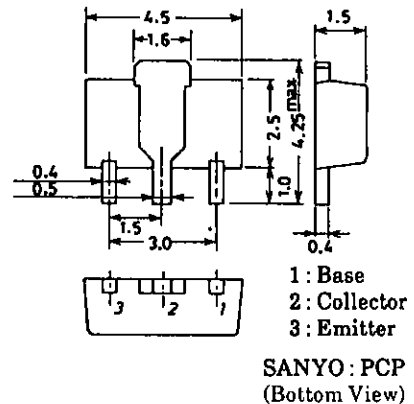 4.5
1.6
1.5
2.5
4.25max
1.0
0.4
0.5
1.5
3.0
0.4
3 2 1
1 : Base
2 : Collector
3 : Emitter
SANYO : PCP
(Bottom View)